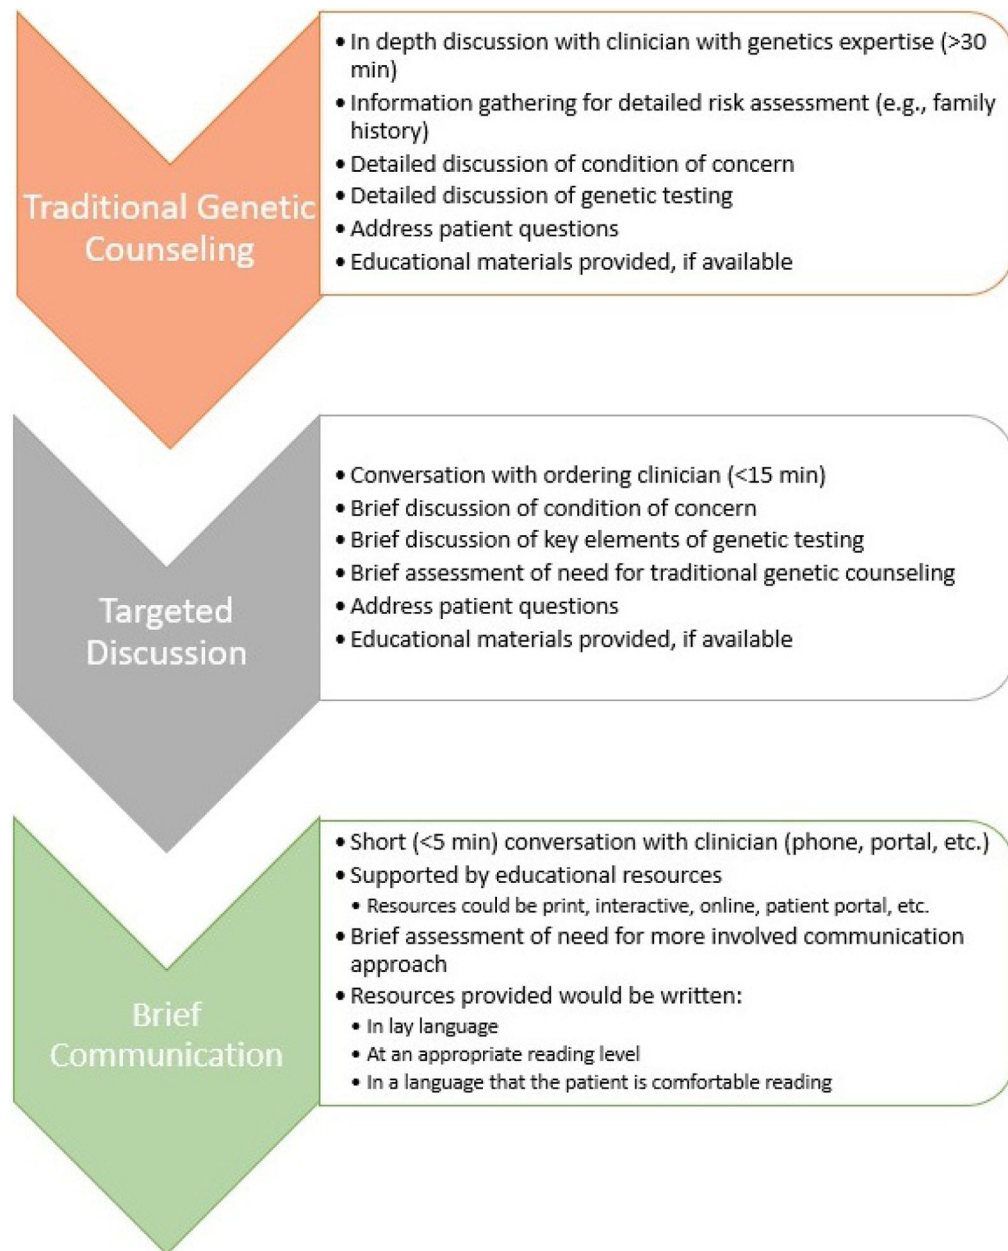 • In depth discussion with clinician with genetics expertise (>30
min)
• Information gathering for detailed risk assessment (e.g., family
history)
• Detailed discussion of condition of concern
• Detailed discussion of genetic testing
• Address patient questions
• Educational materials provided, if available
Traditional Genetic
Counseling
• Conversation with ordering clinician (<15 min)
• Brief discussion of condition of concern
• Brief discussion of key elements of genetic testing
• Brief assessment of need for traditional genetic counseling
• Address patient questions
• Educational materials provided, if available
Targeted
Discussion
• Short (<5 min) conversation with clinician (phone, portal, etc.)
• Supported by educational resources
• Resources could be print, interactive, online, patient portal, etc.
• Brief assessment of need for more involved communication
approach
• Resources provided would be written:
• In lay language
• At an appropriate reading level
• In a language that the patient is comfortable reading
Brief
Communication